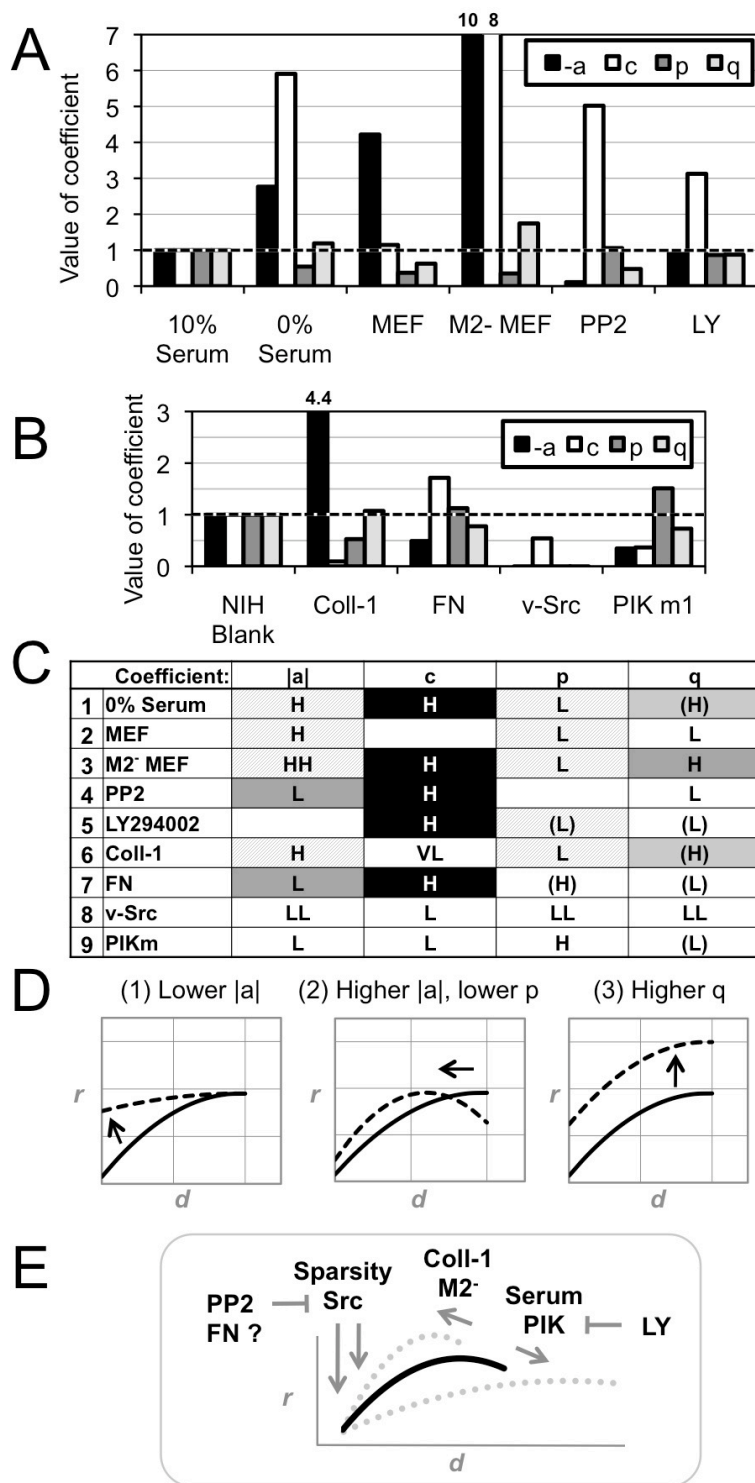 A
10 8
-a c p q
Value of coefficient
7
6
5
4
3
2
1
0
10% Serum
0% Serum
MEF
M2- MEF
PP2
LY
B
4.4
-a c p q
Value of coefficient
3
2
1
0
NIH Blank
Coll-1
FN
v-Src
PIK m1
C
Coefficient: |a| c p q
1 0% Serum H H L (H)
2 MEF H L L
3 M2⁻ MEF HH H L H
4 PP2 L H L
5 LY294002 H (L) (L)
6 Coll-1 H VL L (H)
7 FN L H (H) (L)
8 v-Src LL L LL LL
9 PIKm L L H (L)
D
(1) Lower |a|
(2) Higher |a|, lower p
(3) Higher q
r
d
r
d
r
d
E
PP2
FN ?
Sparsity
Src
Coll-1
M2⁻
Serum
PIK
LY
r
d